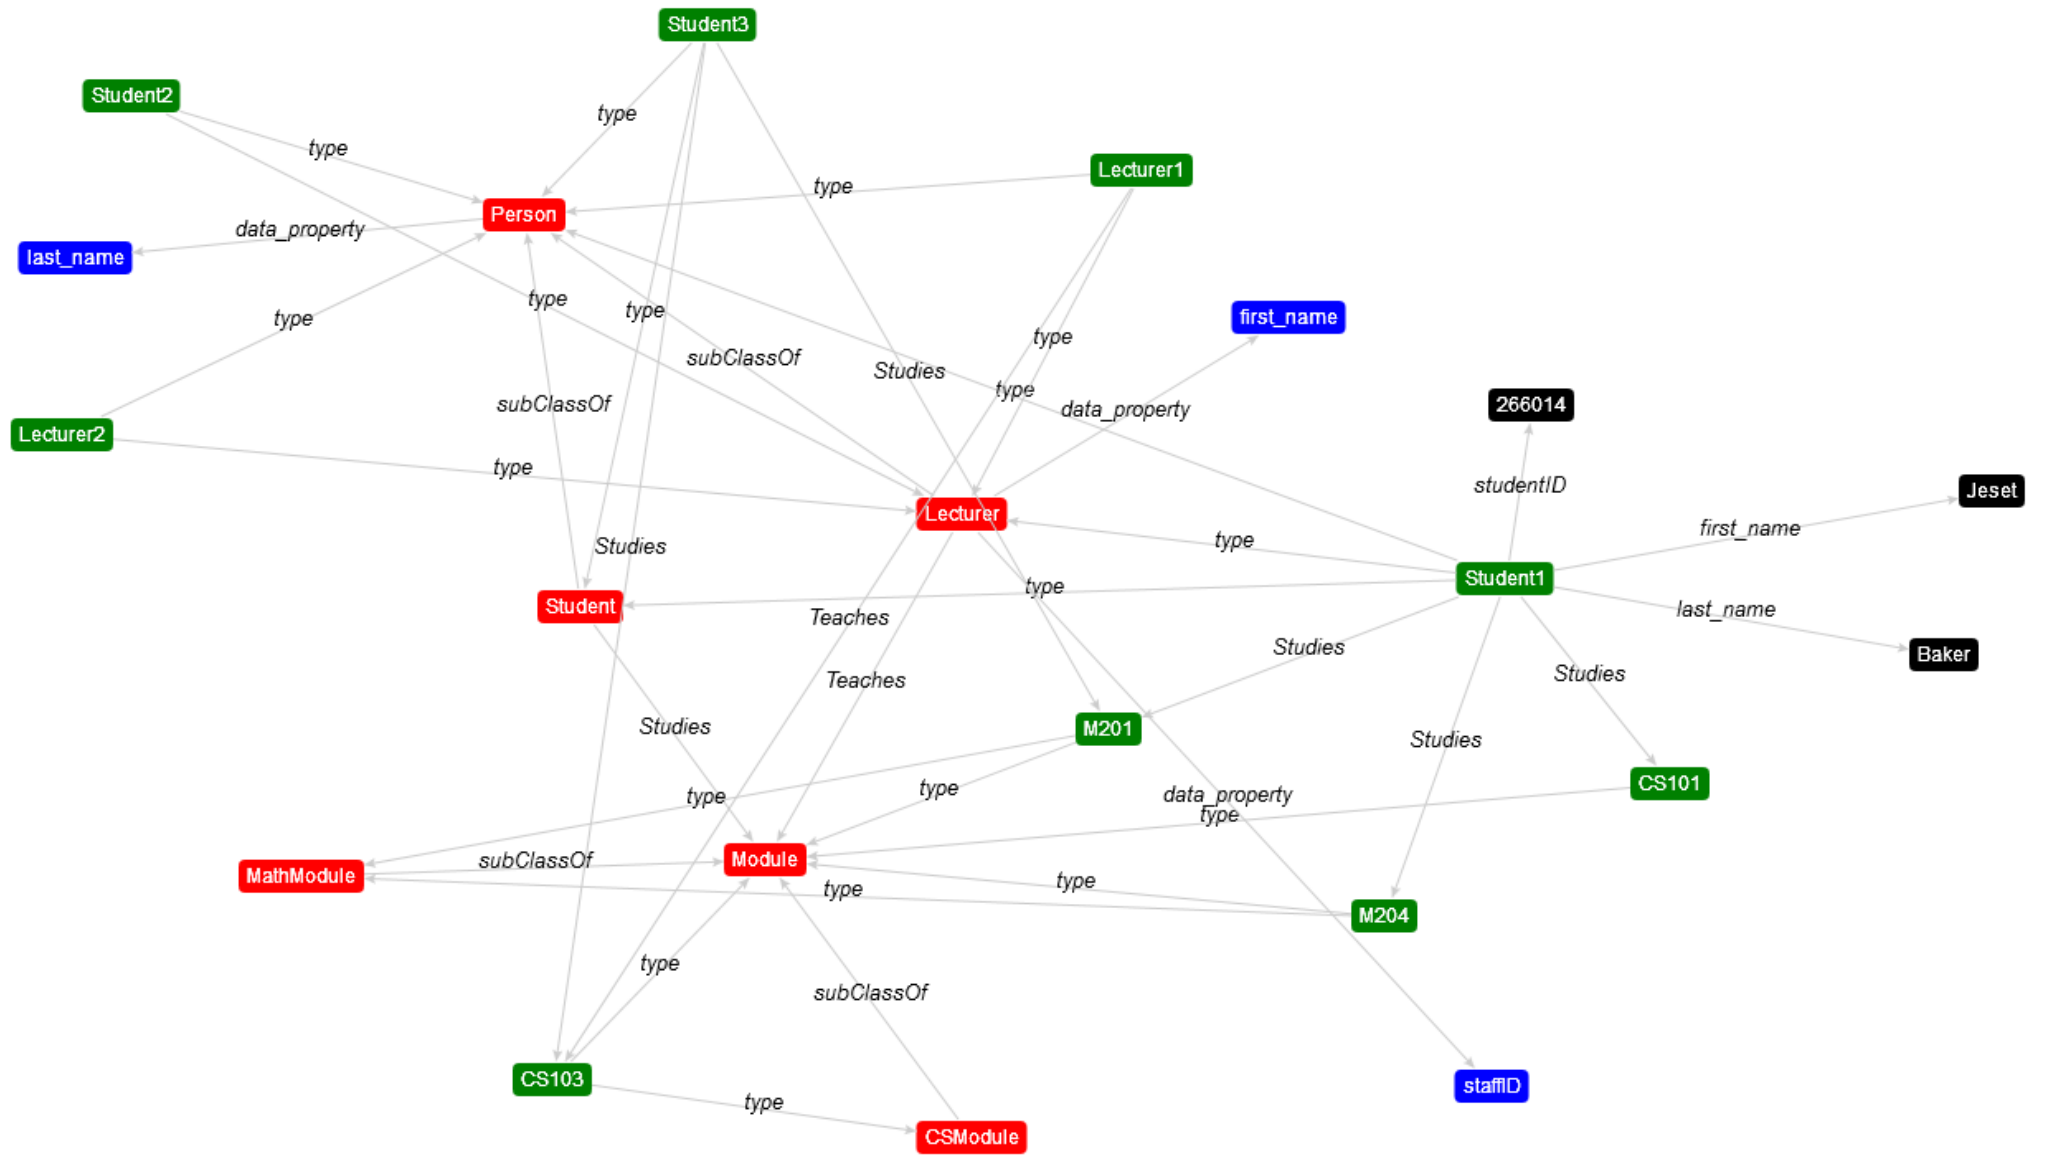 Student3
Student2
type
type
Lecturer1
type
Person
data_property
last_name
type
type
type
first_name
type
subClassOf
Studies
type
subClassOf
data_property
266014
Lecturer2
type
studentID
Jeset
Lecturer
first_name
type
Studies
Student1
type
Student
last_name
Teaches
Studies
Baker
Studies
Teaches
Studies
M201
Studies
CS101
type
type
data_property
type
subClassOf
Module
MathModule
type
type
M204
type
subClassOf
CS103
staffID
type
CSModule